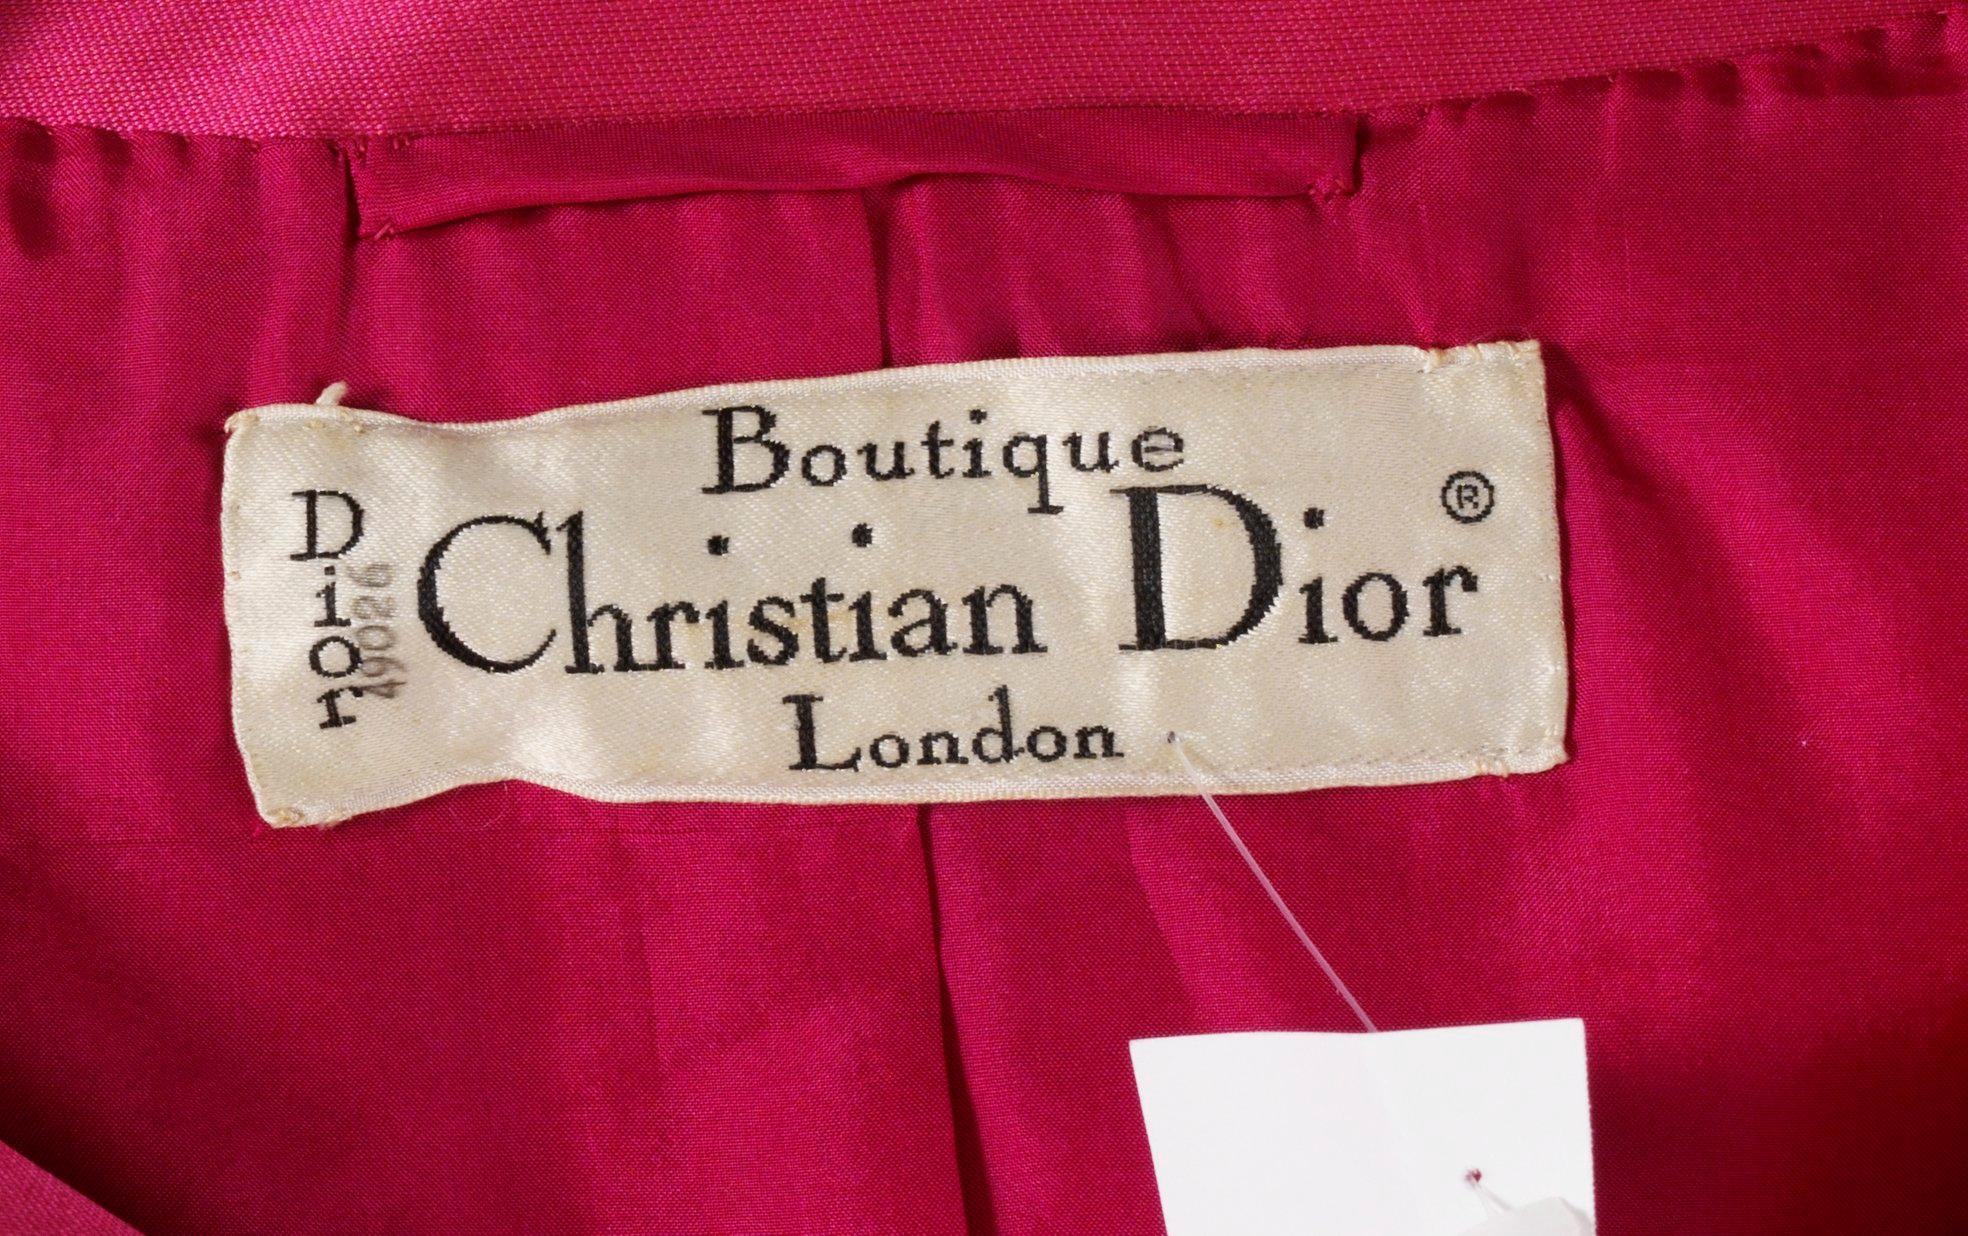 Boutique
Christian Dior ®
London
Dior
49026